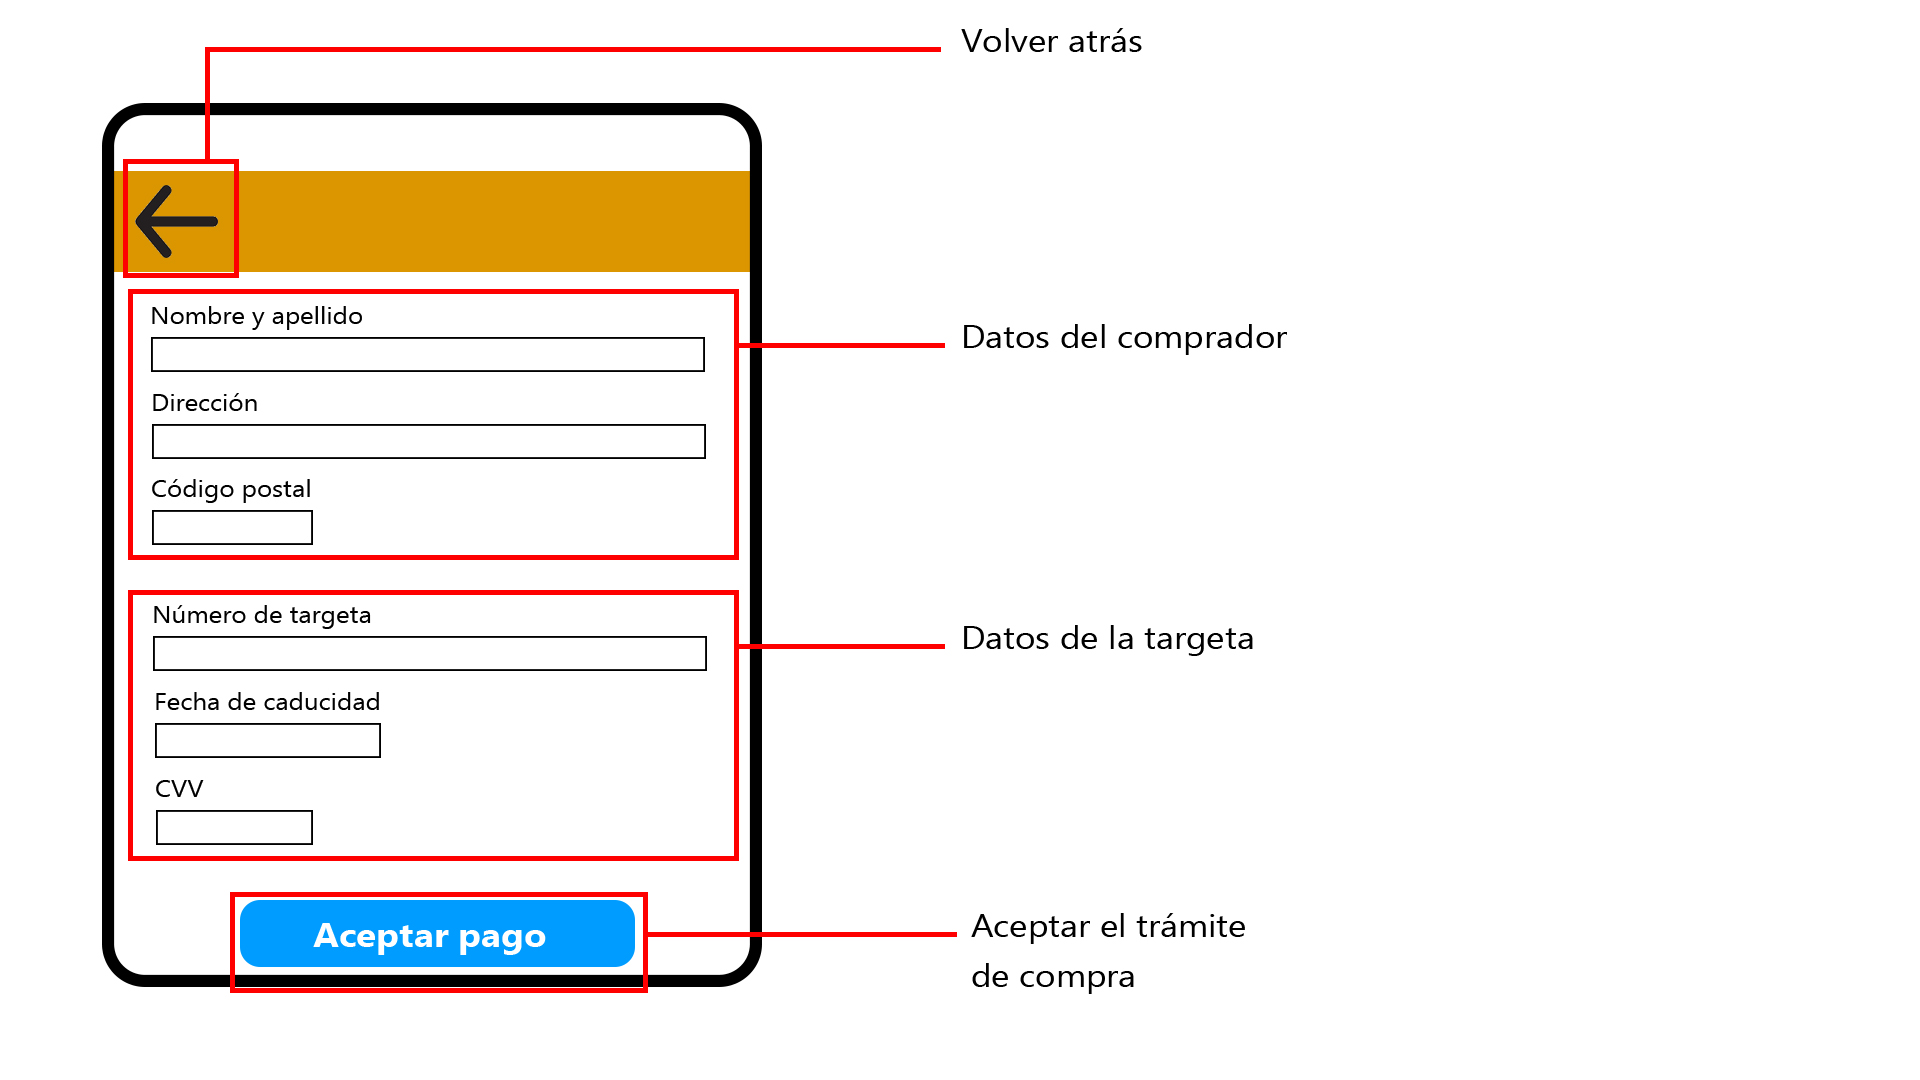 Volver atrás
Nombre y apellido
Datos del comprador
Dirección
Código postal
Número de targeta
Datos de la targeta
Fecha de caducidad
CVV
Aceptar pago
Aceptar el trámite
de compra